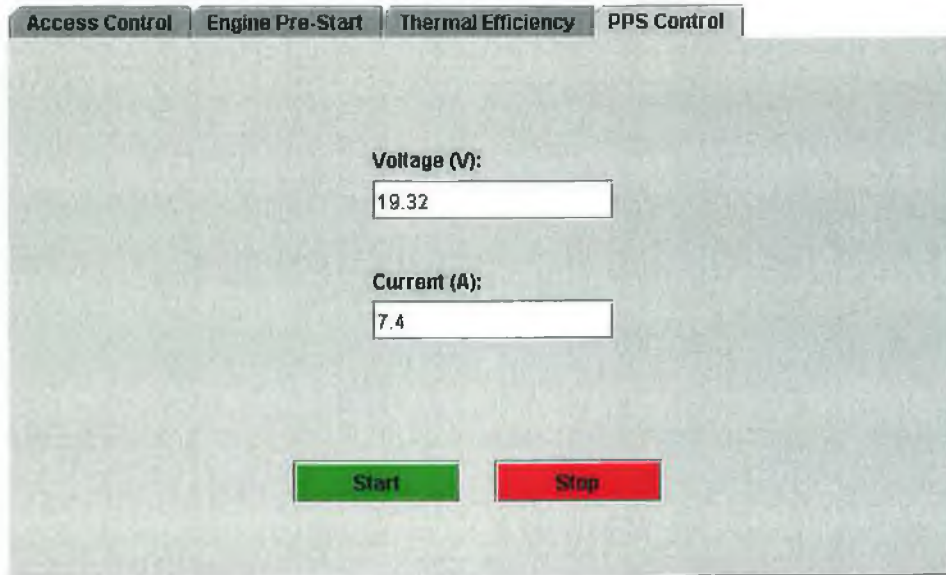 Access Control Engine Pre-Start Thermal Efficiency PPS Control
Voltage (V):
19.32
Current (A):
7.4
Start Stop